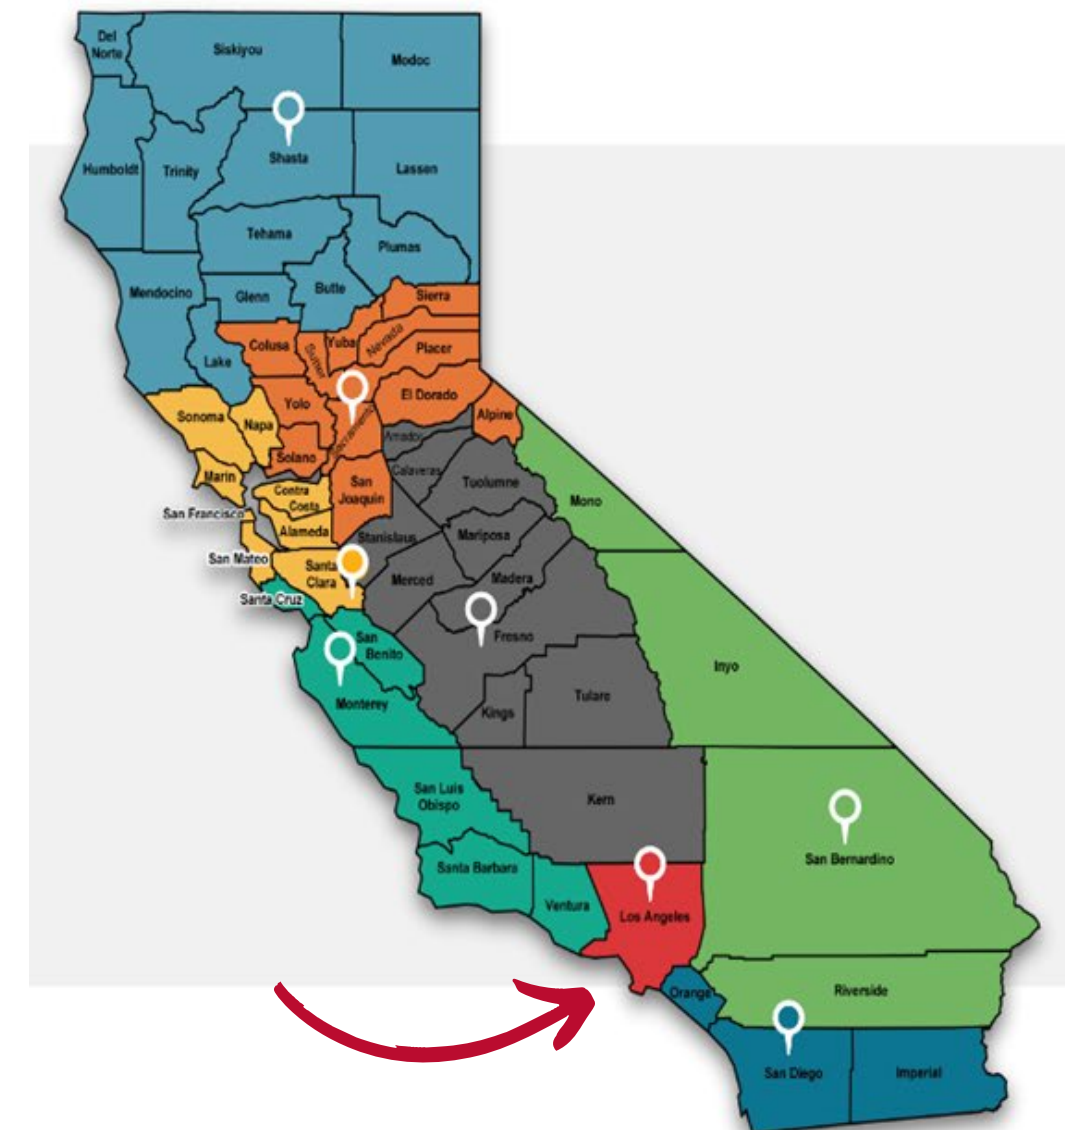 Del
Norte
Siskiyou
Modoc
Humboldt
Trinity
Shasta
Lassen
Tehama
Plumas
Mendocino
Glenn
Butte
Sierra
Lake
Colusa
Sutter
Yuba
Nevada
Placer
Sonoma
Napa
Yolo
El Dorado
Alpine
Sacramento
Amador
Marin
Solano
Calaveras
Tuolumne
Contra
Costa
San
Joaquin
Mono
San Francisco
Alameda
Stanislaus
Mariposa
San Mateo
Santa
Clara
Merced
Madera
Santa Cruz
San
Benito
Fresno
Monterey
Kings
Tulare
Inyo
San Luis
Obispo
Kern
San Bernardino
Santa Barbara
Ventura
Los Angeles
Orange
Riverside
San Diego
Imperial